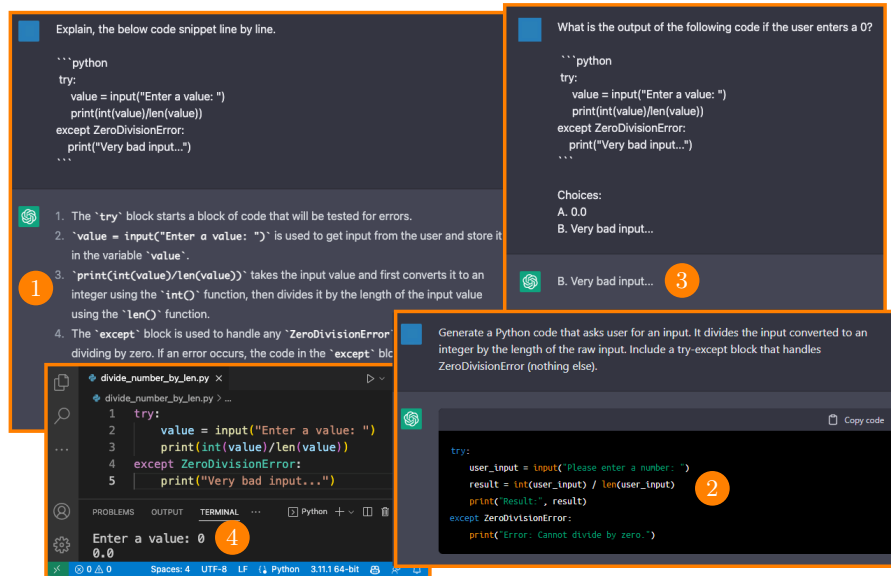 Explain, the below code snippet line by line.
```python
try:
value = input("Enter a value: ")
print(int(value)/len(value))
except ZeroDivisionError:
print("Very bad input...")
```
1. The `try` block starts a block of code that will be tested for errors.
2. `value = input("Enter a value: ")` is used to get input from the user and store it
in the variable `value`.
1
3. `print(int(value)/len(value))` takes the input value and first converts it to an
integer using the `int()` function, then divides it by the length of the input value
using the `len()` function.
4. The `except` block is used to handle any `ZeroDivisionError`
dividing by zero. If an error occurs, the code in the `except`
What is the output of the following code if the user enters a 0?
```python
try:
value = input("Enter a value: ")
print(int(value)/len(value))
except ZeroDivisionError:
print("Very bad input...")
```
Choices:
A. 0.0
B. Very bad input...
B. Very bad input...
3
Generate a Python code that asks user for an input. It divides the input converted to an
integer by the length of the raw input. Include a try-except block that handles
ZeroDivisionError (nothing else).
Copy code
try:
user_input = input("Please enter a number: ")
result = int(user_input) / len(user_input)
print("Result:", result)
except ZeroDivisionError:
print("Error: Cannot divide by zero.")
2
divide_number_by_len.py ×
divide_number_by_len.py > ...
1 try:
2 value = input("Enter a value: ")
3 print(int(value)/len(value))
4 except ZeroDivisionError:
5 print("Very bad input...")
PROBLEMS OUTPUT TERMINAL ... Python
Enter a value: 0
0.0
4
0 0 Spaces: 4 UTF-8 LF Python 3.11.1 64-bit